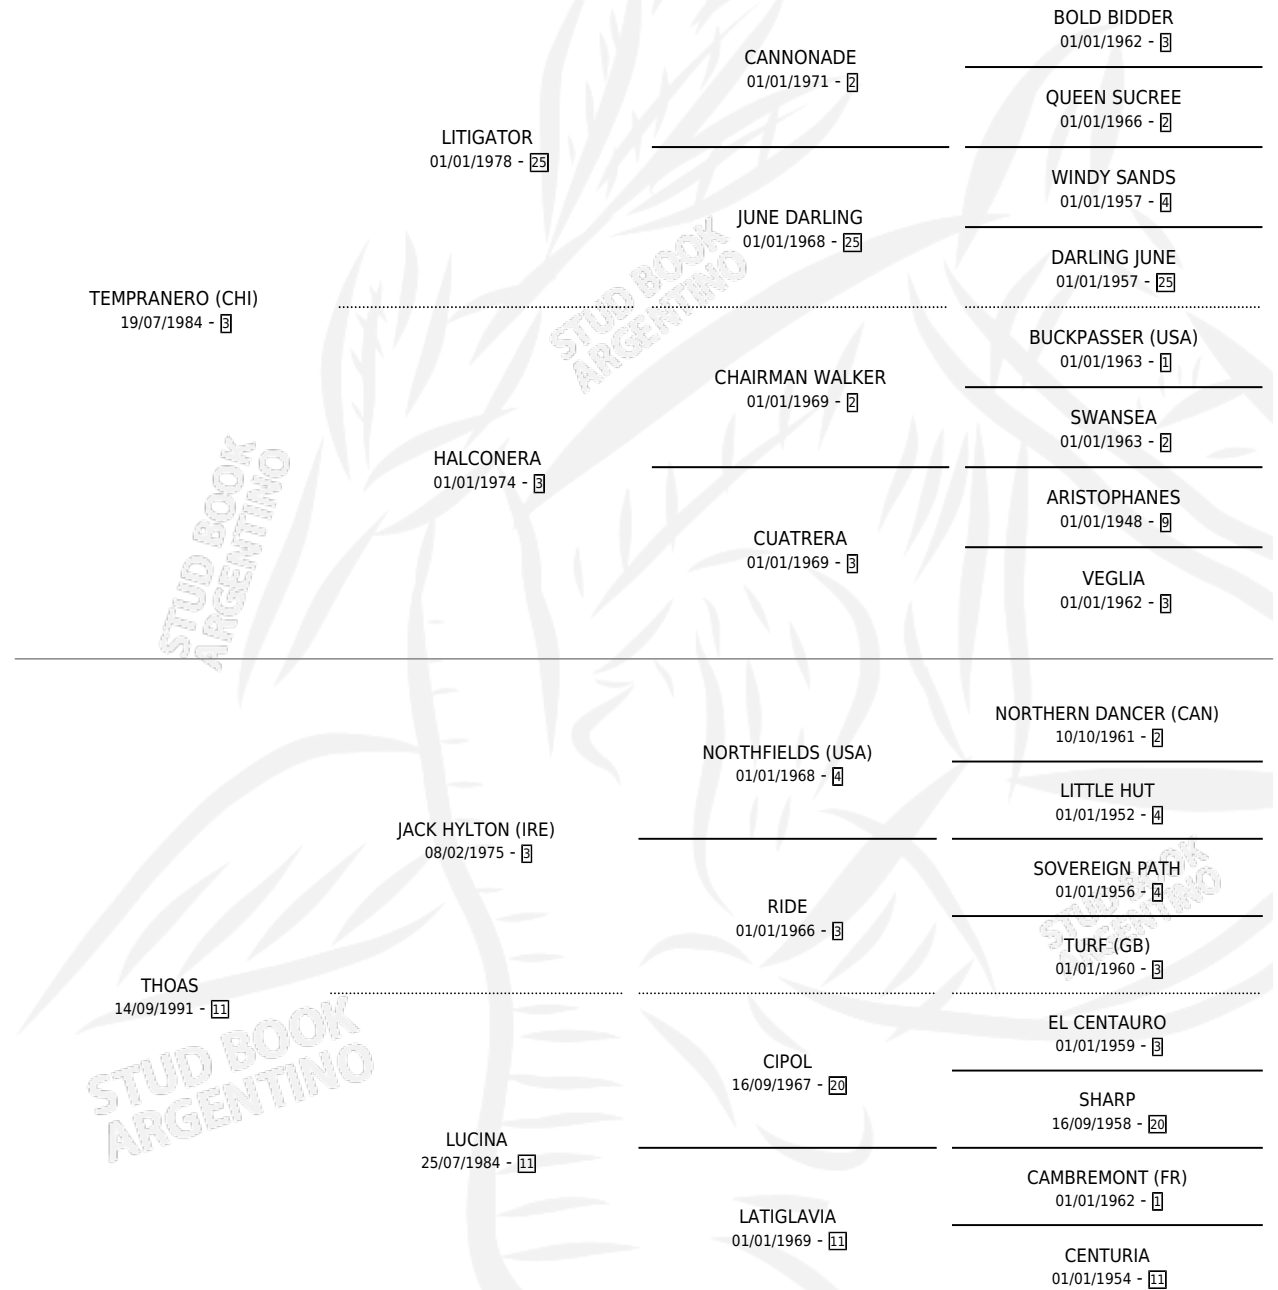 BOLD BIDDER
01/01/1962 - 3
CANNONADE
01/01/1971 - 2
QUEEN SUCREE
01/01/1966 - 2
LITIGATOR
01/01/1978 - 25
WINDY SANDS
01/01/1957 - 4
JUNE DARLING
01/01/1968 - 25
DARLING JUNE
01/01/1957 - 25
TEMPRANERO (CHI)
19/07/1984 - 3
STUD BOOK
ARGENTINO
BUCKPASSER (USA)
01/01/1963 - 1
CHAIRMAN WALKER
01/01/1969 - 2
SWANSEA
01/01/1963 - 2
HALCONERA
01/01/1974 - 3
ARISTOPHANES
01/01/1948 - 9
CUATRERA
01/01/1969 - 3
VEGLIA
01/01/1962 - 3
STUD BOOK
ARGENTINO
NORTHERN DANCER (CAN)
10/10/1961 - 2
NORTHFIELDS (USA)
01/01/1968 - 4
LITTLE HUT
01/01/1952 - 4
JACK HYLTON (IRE)
08/02/1975 - 3
SOVEREIGN PATH
01/01/1956 - 4
RIDE
01/01/1966 - 3
STUD BOOK
ARGENTINO
TURF (GB)
01/01/1960 - 3
THOAS
14/09/1991 - 11
EL CENTAURO
01/01/1959 - 3
CIPOL
16/09/1967 - 20
SHARP
16/09/1958 - 20
STUD BOOK
ARGENTINO
LUCINA
25/07/1984 - 11
CAMBREMONT (FR)
01/01/1962 - 1
LATIGLAVIA
01/01/1969 - 11
CENTURIA
01/01/1954 - 11